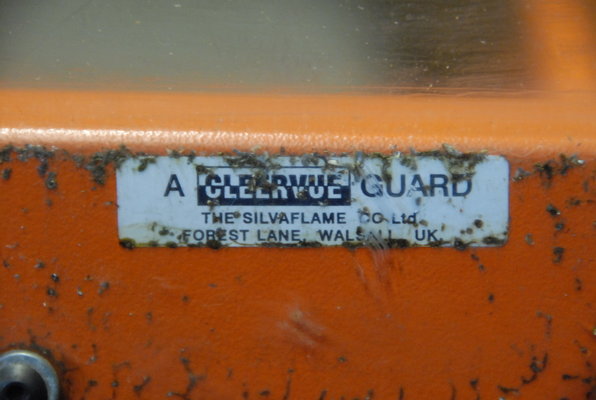 A CLEERVUE GUARD
THE SILVAFLAME CO Ltd.
FOREST LANE, WALSALL UK.